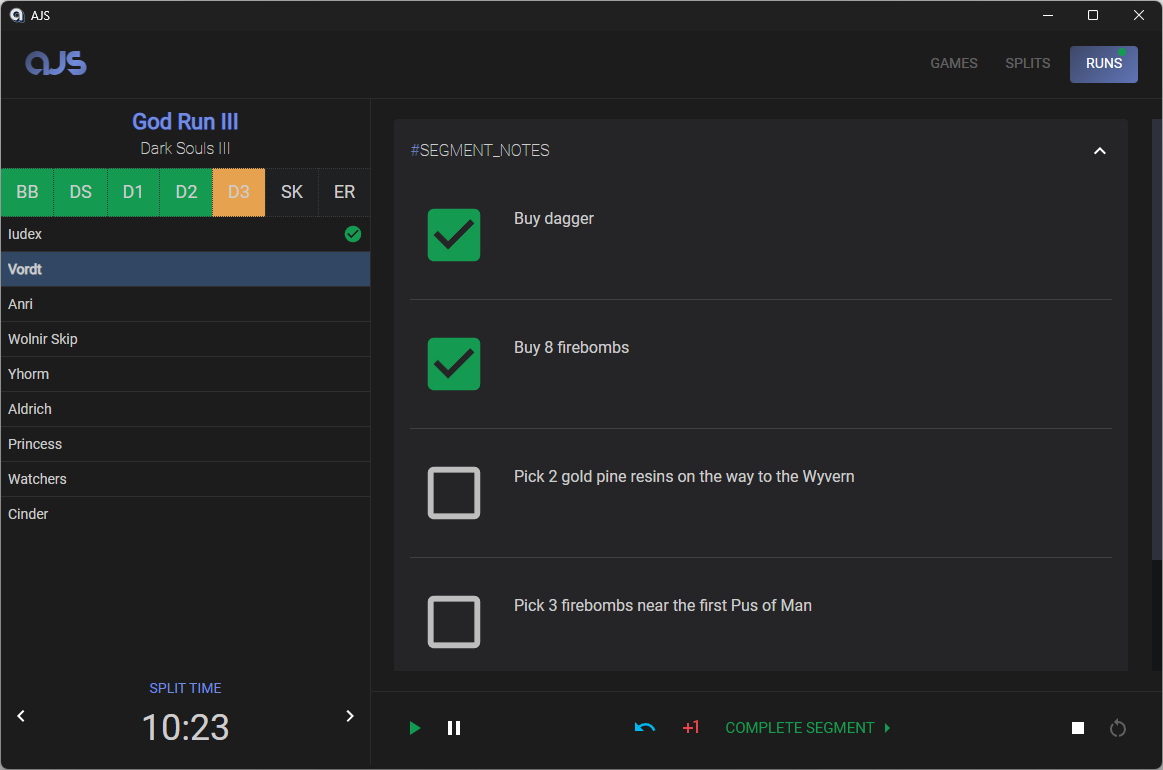 AJS
aJS
GAMES SPLITS RUNS
God Run III
Dark Souls III
BB DS D1 D2 D3 SK ER
Iudex
Vordt
Anri
Wolnir Skip
Yhorm
Aldrich
Princess
Watchers
Cinder
SPLIT TIME
10:23
#SEGMENT_NOTES
Buy dagger
Buy 8 firebombs
Pick 2 gold pine resins on the way to the Wyvern
Pick 3 firebombs near the first Pus of Man
+1 COMPLETE SEGMENT